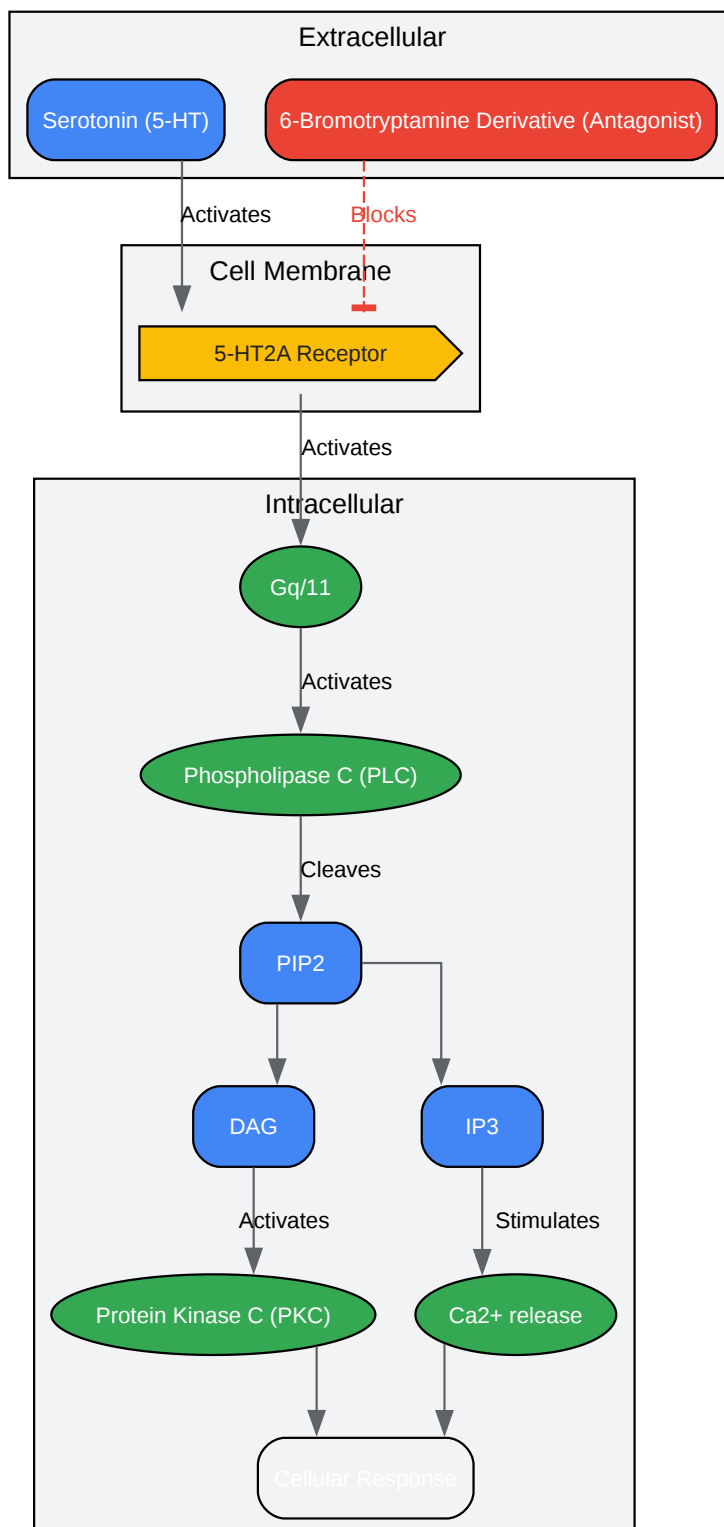 Extracellular
Serotonin (5-HT)
6-Bromotryptamine Derivative (Antagonist)
Activates
Blocks
Cell Membrane
5-HT2A Receptor
Activates
Intracellular
Gq/11
Activates
Phospholipase C (PLC)
Cleaves
PIP2
DAG
IP3
Activates
Stimulates
Protein Kinase C (PKC)
Ca2+ release
Cellular Response